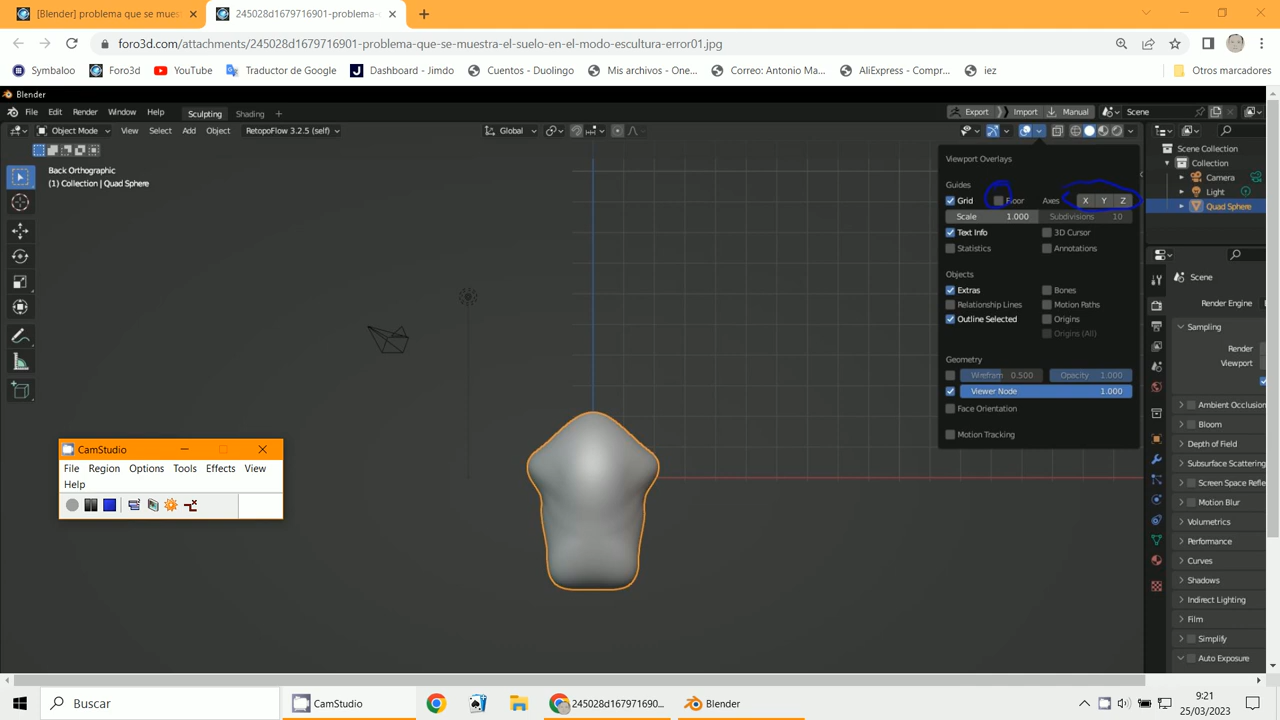 [Blender] problema que se mues
245028d1679716901-problema-
foro3d.com/attachments/245028d1679716901-problema-que-se-muestra-el-suelo-en-el-modo-escultura-error01.jpg
Symbaloo
Foro3d
YouTube
Traductor de Google
Dashboard - Jimdo
Cuentos - Duolingo
Mis archivos - One...
Correo: Antonio Ma...
AliExpress - Compr...
iez
Otros marcadores
Blender
File Edit Render Window Help Sculpting Shading Export Import Manual Scene
Object Mode View Select Add Object RetopoFlow 3.2.5 (self) Global
Back Orthographic
(1) Collection | Quad Sphere
Viewport Overlays
Guides
Grid Floor Axes X Y Z
Scale 1.000 Subdivisions 10
Text Info 3D Cursor
Statistics Annotations
Objects
Extras Bones
Relationship Lines Motion Paths
Outline Selected Origins
Origins (All)
Geometry
Wirefram 0.500 Opacity 1.000
Viewer Node 1.000
Face Orientation
Motion Tracking
Scene Collection
Collection
Camera
Light
Quad Sphere
Scene
Render Engine
Sampling
Render
Viewport
Ambient Occlusion
Bloom
Depth of Field
Subsurface Scattering
Screen Space Refle
Motion Blur
Volumetrics
Performance
Curves
Shadows
Indirect Lighting
Film
Simplify
Auto Exposure
CamStudio
File Region Options Tools Effects View
Help
Buscar
CamStudio
245028d167971690...
Blender
9:21
25/03/2023